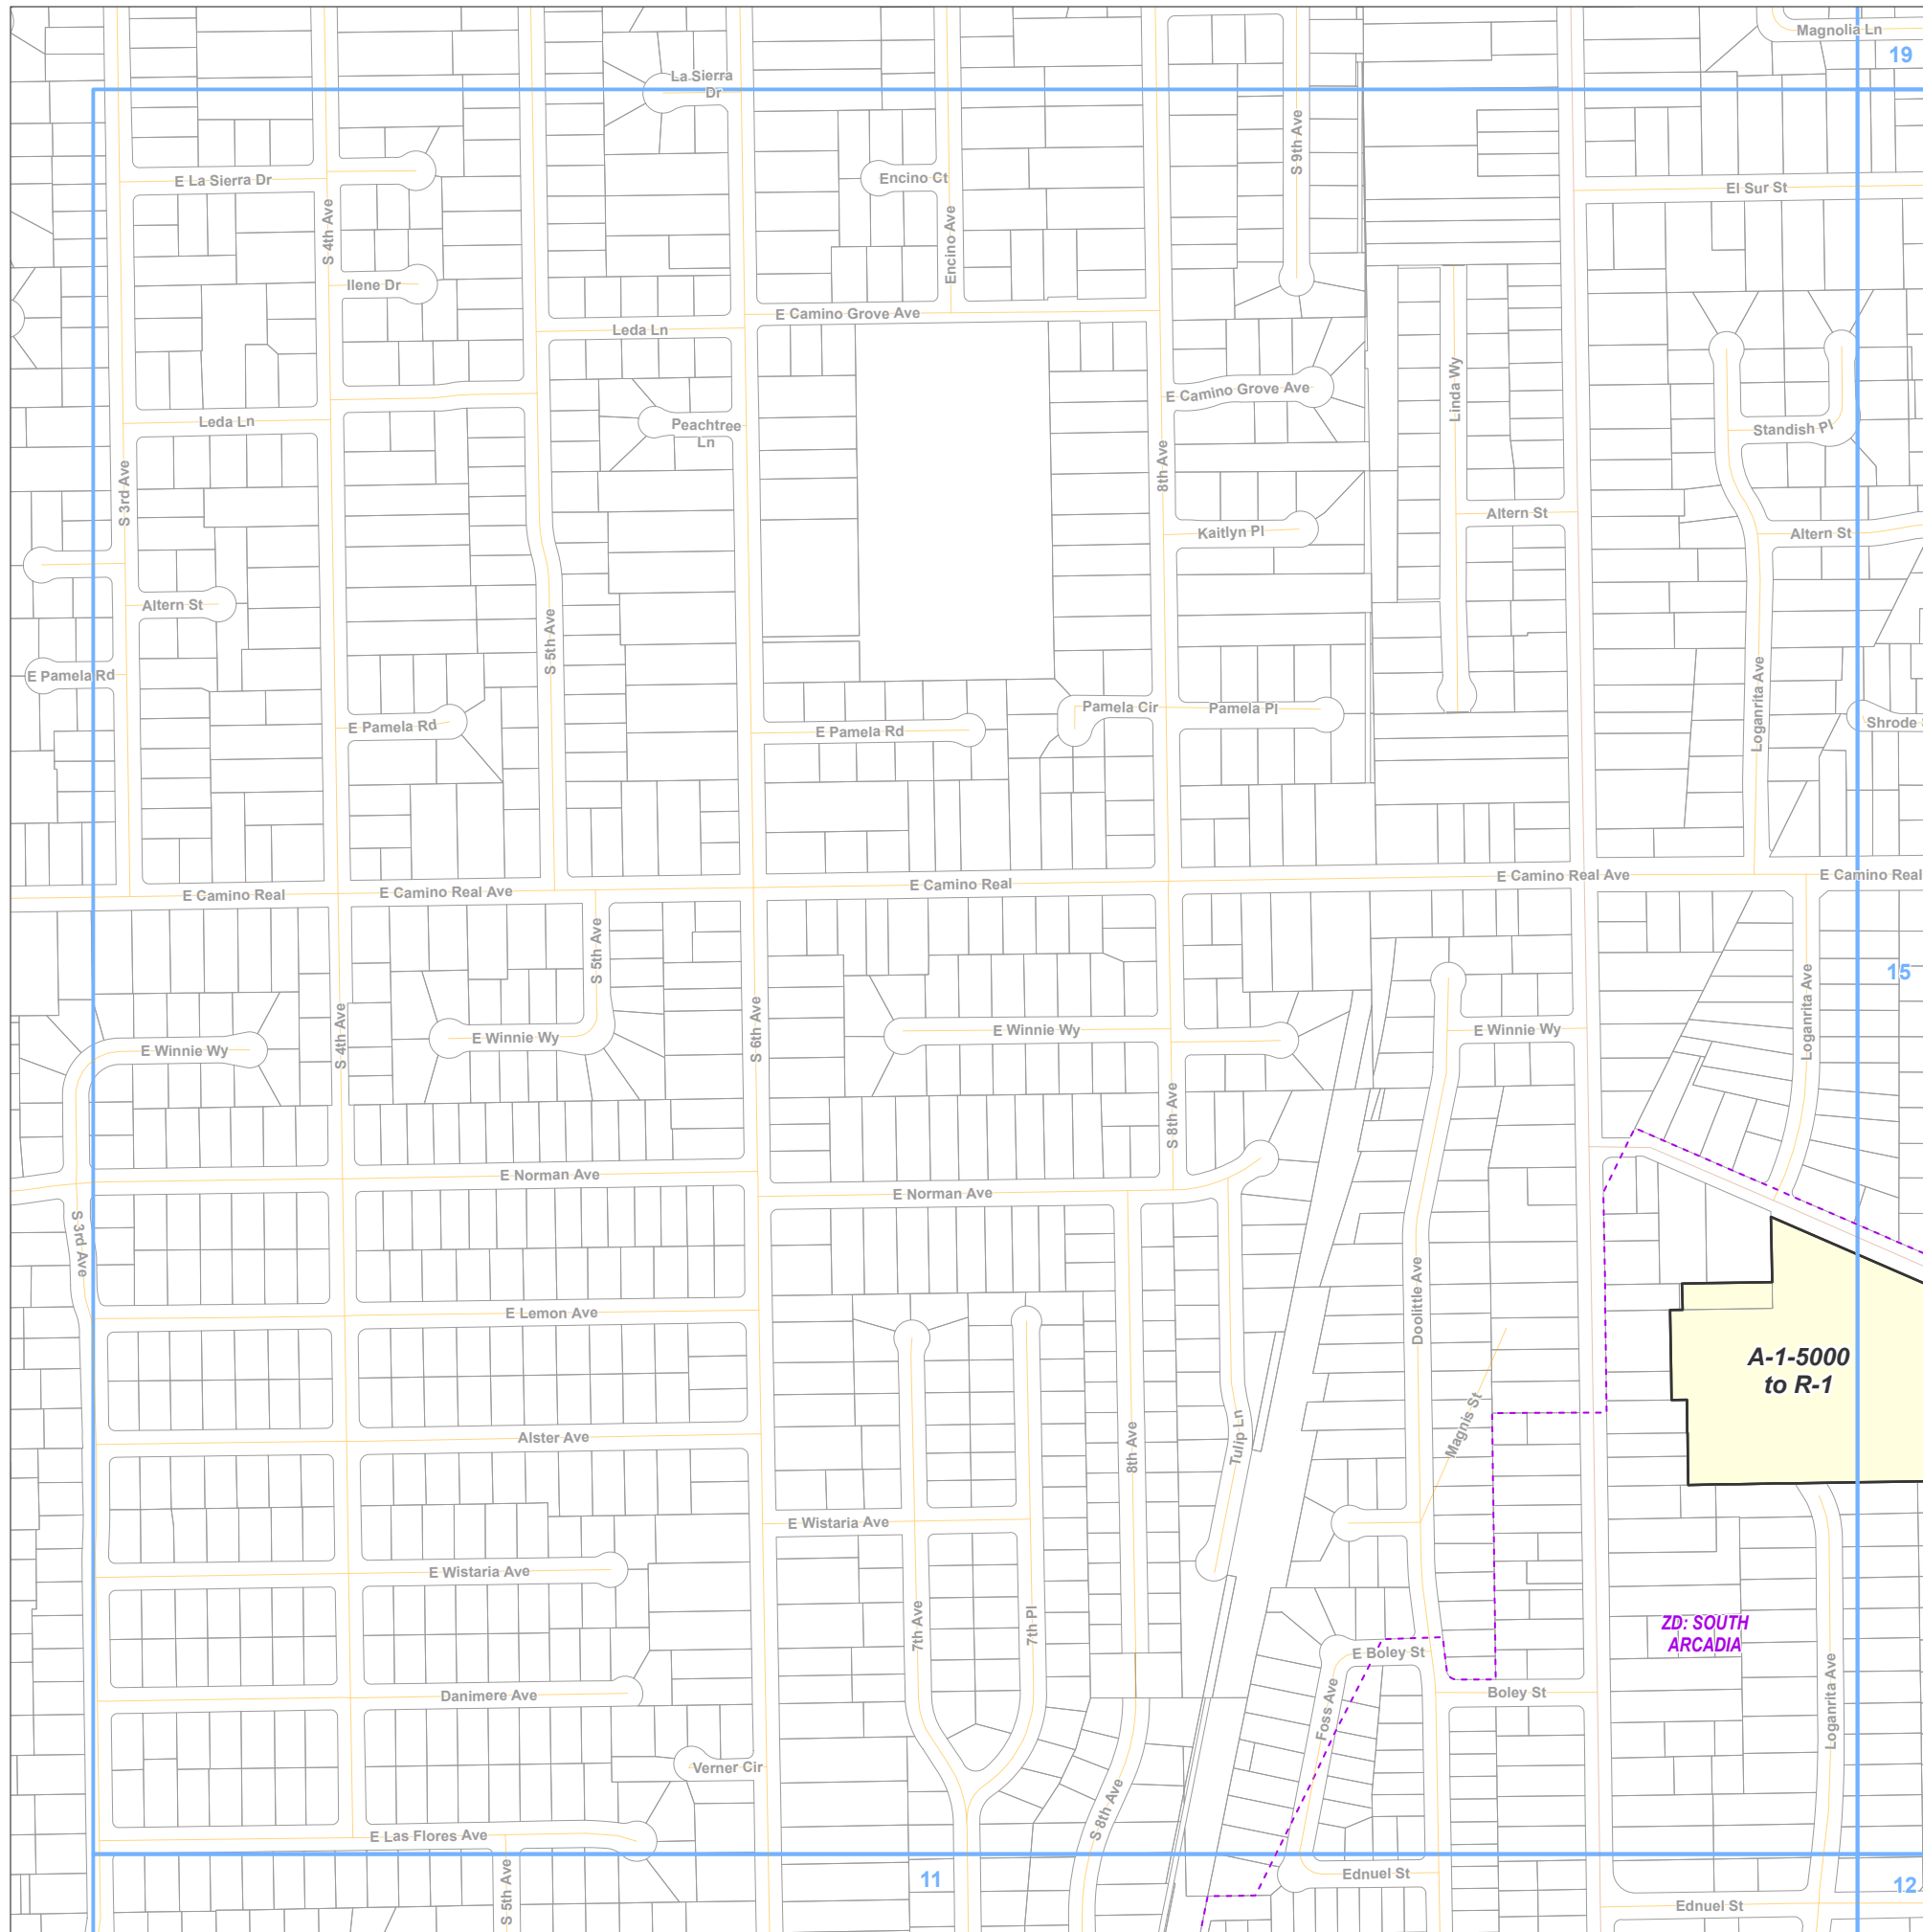 Magnolia Ln
19
La Sierra
Dr
S 9th Ave
E La Sierra Dr
Encino Ct
El Sur St
S 4th Ave
Encino Ave
Ilene Dr
E Camino Grove Ave
Leda Ln
E Camino Grove Ave
Linda Wy
Leda Ln
Peachtree
Ln
Standish Pl
S 3rd Ave
8th Ave
Altern St
Kaitlyn Pl
Altern St
Altern St
S 5th Ave
E Pamela Rd
Loganrita Ave
Pamela Cir
Pamela Pl
E Pamela Rd
E Pamela Rd
Shrode
E Camino Real
E Camino Real Ave
E Camino Real
E Camino Real Ave
E Camino Real
S 5th Ave
15
Loganrita Ave
S 4th Ave
S 6th Ave
E Winnie Wy
E Winnie Wy
E Winnie Wy
E Winnie Wy
S 8th Ave
E Norman Ave
E Norman Ave
S 3rd Ave
Doolittle Ave
E Lemon Ave
A-1-5000
to R-1
Magnis St
Alster Ave
8th Ave
Tulip Ln
E Wistaria Ave
E Wistaria Ave
7th Ave
7th Pl
ZD: SOUTH
ARCADIA
E Boley St
Danimere Ave
Boley St
Foss Ave
Loganrita Ave
Verner Cir
S 8th Ave
E Las Flores Ave
S 5th Ave
11
Ednuel St
12
Ednuel St